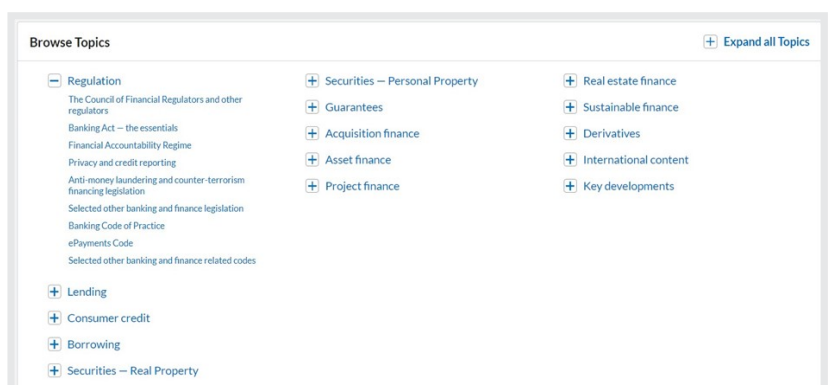 Browse Topics
Expand all Topics
Regulation
The Council of Financial Regulators and other
regulators
Banking Act – the essentials
Financial Accountability Regime
Privacy and credit reporting
Anti-money laundering and counter-terrorism
financing legislation
Selected other banking and finance legislation
Banking Code of Practice
ePayments Code
Selected other banking and finance related codes
Lending
Consumer credit
Borrowing
Securities – Real Property
Securities – Personal Property
Guarantees
Acquisition finance
Asset finance
Project finance
Real estate finance
Sustainable finance
Derivatives
International content
Key developments